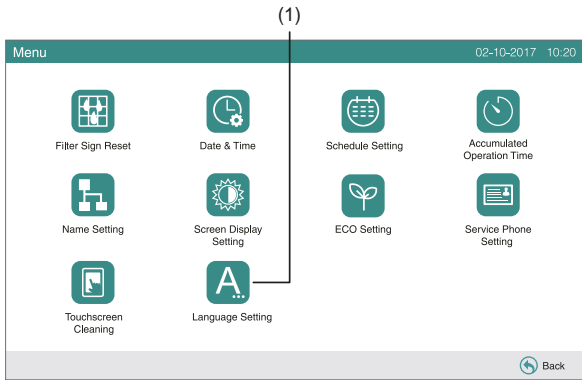 (1)
Menu 02-10-2017 10:20
Filter Sign Reset
Date & Time
Schedule Setting
Accumulated
Operation Time
Name Setting
Screen Display
Setting
ECO Setting
Service Phone
Setting
Touchscreen
Cleaning
A...
Language Setting
Back